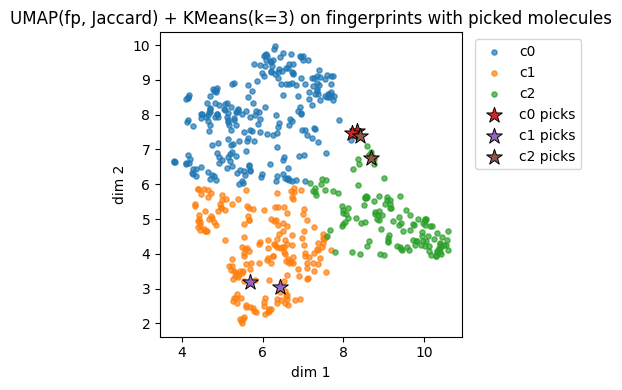 UMAP(fp, Jaccard) + KMeans(k=3) on fingerprints with picked molecules
10
9
8
7
6
5
4
3
2
dim 2
4
6
8
10
dim 1
c0
c1
c2
c0 picks
c1 picks
c2 picks